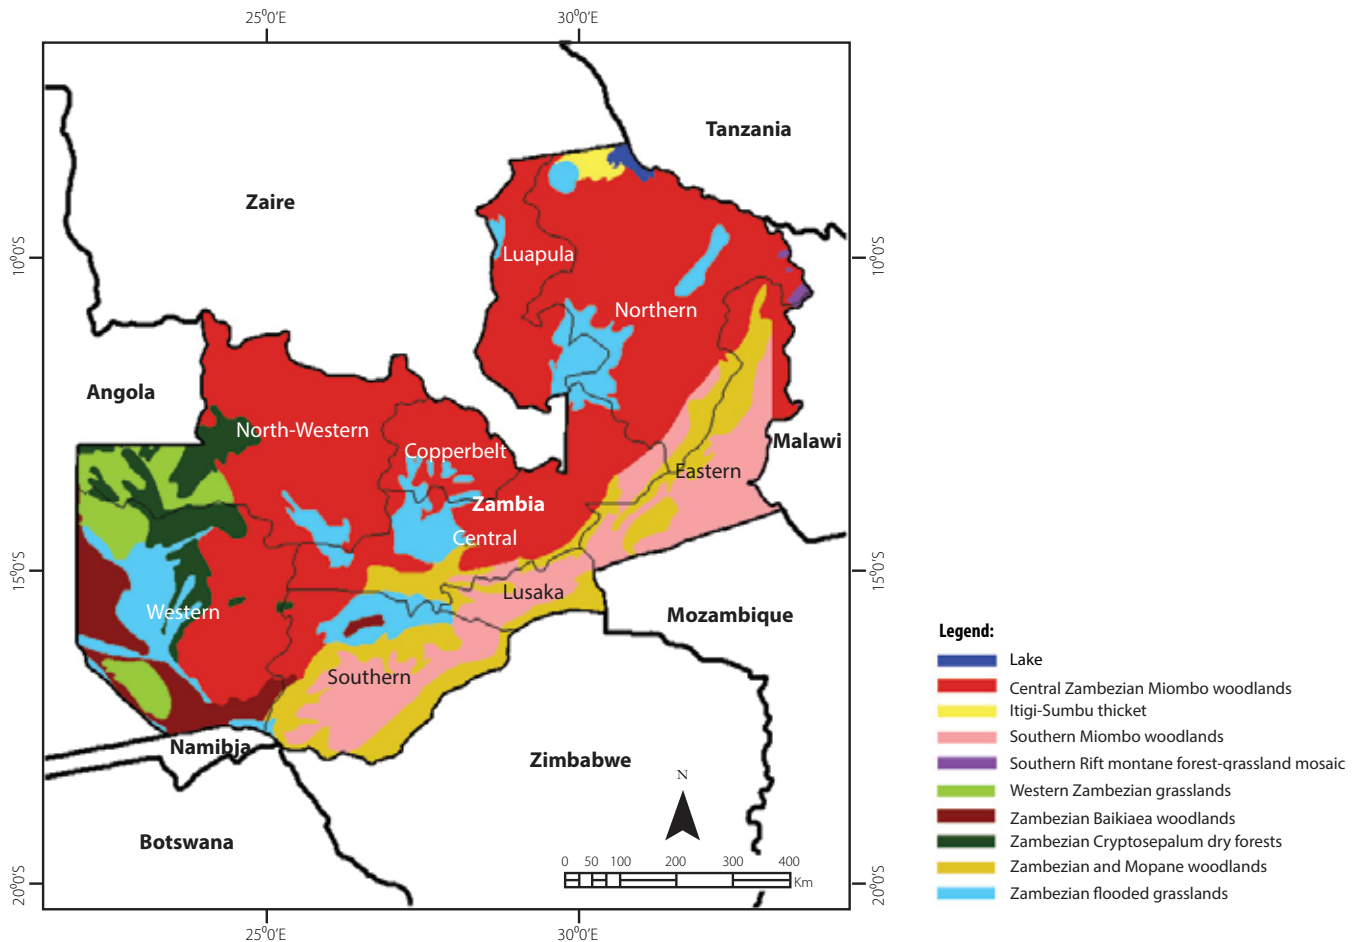 25⁰0'E
30⁰0'E
Tanzania
Zaire
10⁰0'S
10⁰0'S
Luapula
Northern
Angola
North-Western
Copperbelt
Malawi
Eastern
Zambia
Central
15⁰0'S
15⁰0'S
Lusaka
Western
Mozambique
Southern
Namibia
Zimbabwe
Botswana
N
0 50 100 200 300 400
Km
20⁰0'S
20⁰0'S
25⁰0'E
30⁰0'E
Legend:
Lake
Central Zambezian Miombo woodlands
Itigi-Sumbu thicket
Southern Miombo woodlands
Southern Rift montane forest-grassland mosaic
Western Zambezian grasslands
Zambezian Baikiaea woodlands
Zambezian Cryptosepalum dry forests
Zambezian and Mopane woodlands
Zambezian flooded grasslands